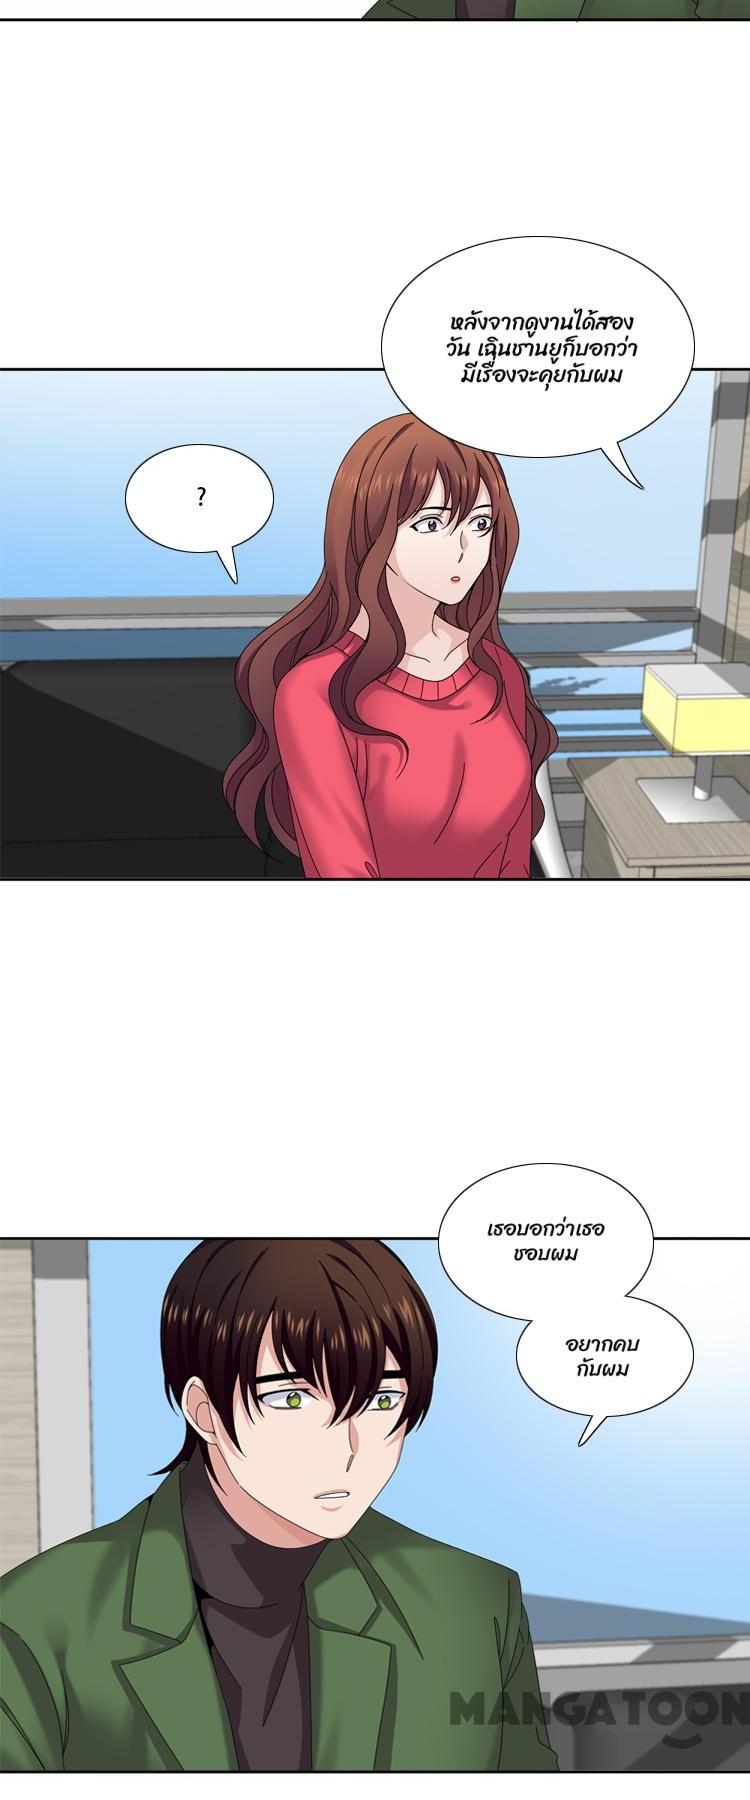 หลังจากดูงานได้สอง
วัน เฉินชานยูก็บอกว่า
มีเรื่องจะคุยกับผม
?
เธอบอกว่าเธอ
ชอบผม
อยากคบ
กับผม
MANGATOON